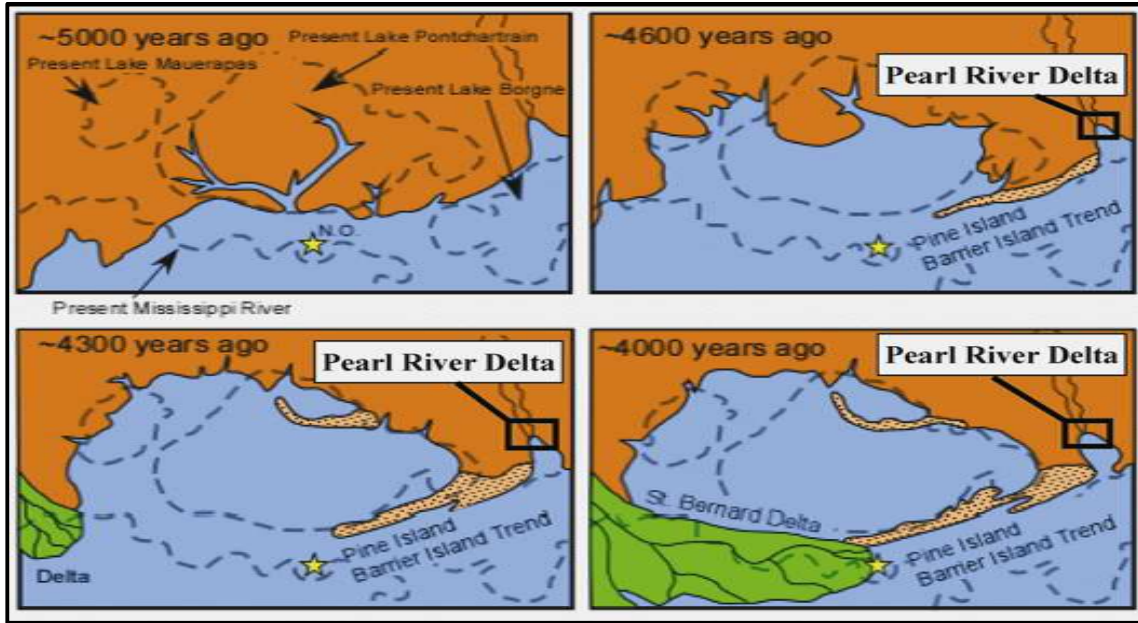 ~5000 years ago
Present Lake Pontchartrain
Present Lake Mauerapas
Present Lake Borgne
N.O.
Present Mississippi River
~4600 years ago
Pearl River Delta
Pine Island
Barrier Island Trend
~4300 years ago
Pearl River Delta
Pine Island
Barrier Island Trend
Delta
~4000 years ago
Pearl River Delta
St. Bernard Delta
Pine Island
Barrier Island Trend